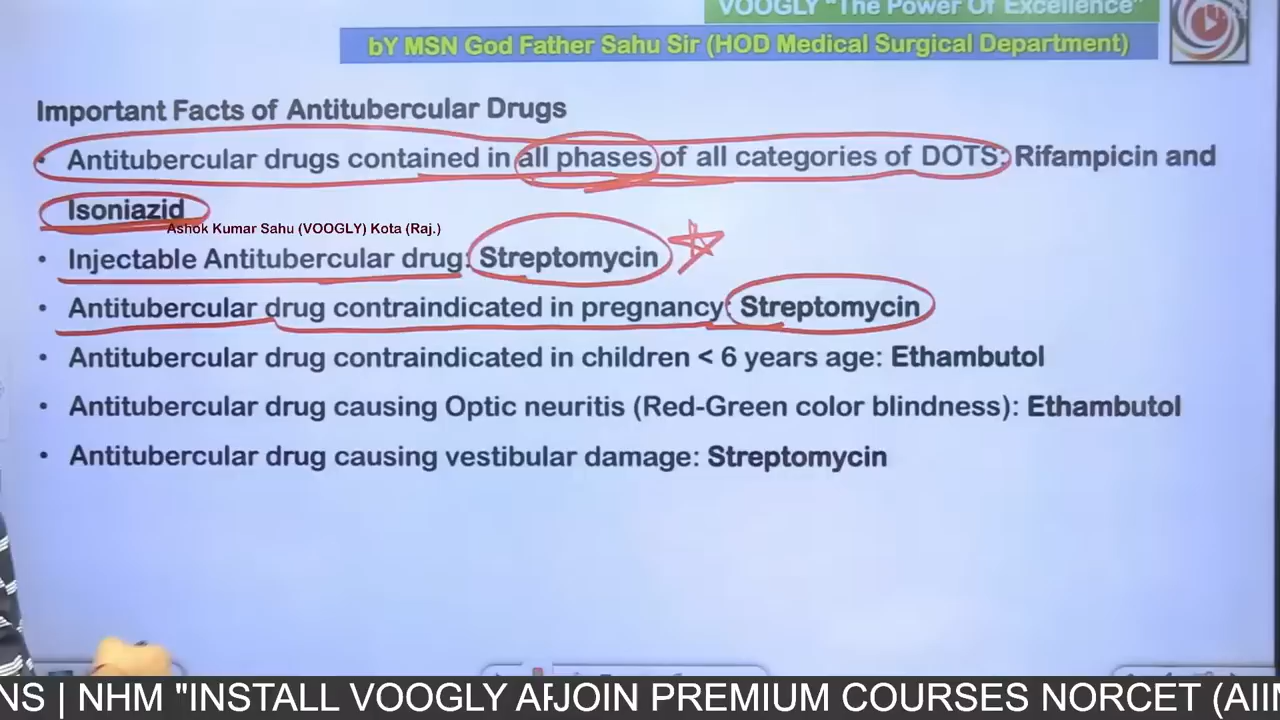 VOOGLY "The Power Of Excellence"
bY MSN God Father Sahu Sir (HOD Medical Surgical Department)
Important Facts of Antitubercular Drugs
• Antitubercular drugs contained in all phases of all categories of DOTS: Rifampicin and
Isoniazid
Ashok Kumar Sahu (VOOGLY) Kota (Raj.)
• Injectable Antitubercular drug: Streptomycin
• Antitubercular drug contraindicated in pregnancy: Streptomycin
• Antitubercular drug contraindicated in children < 6 years age: Ethambutol
• Antitubercular drug causing Optic neuritis (Red-Green color blindness): Ethambutol
• Antitubercular drug causing vestibular damage: Streptomycin
NS | NHM "INSTALL VOOGLY AP JOIN PREMIUM COURSES NORCET (AII